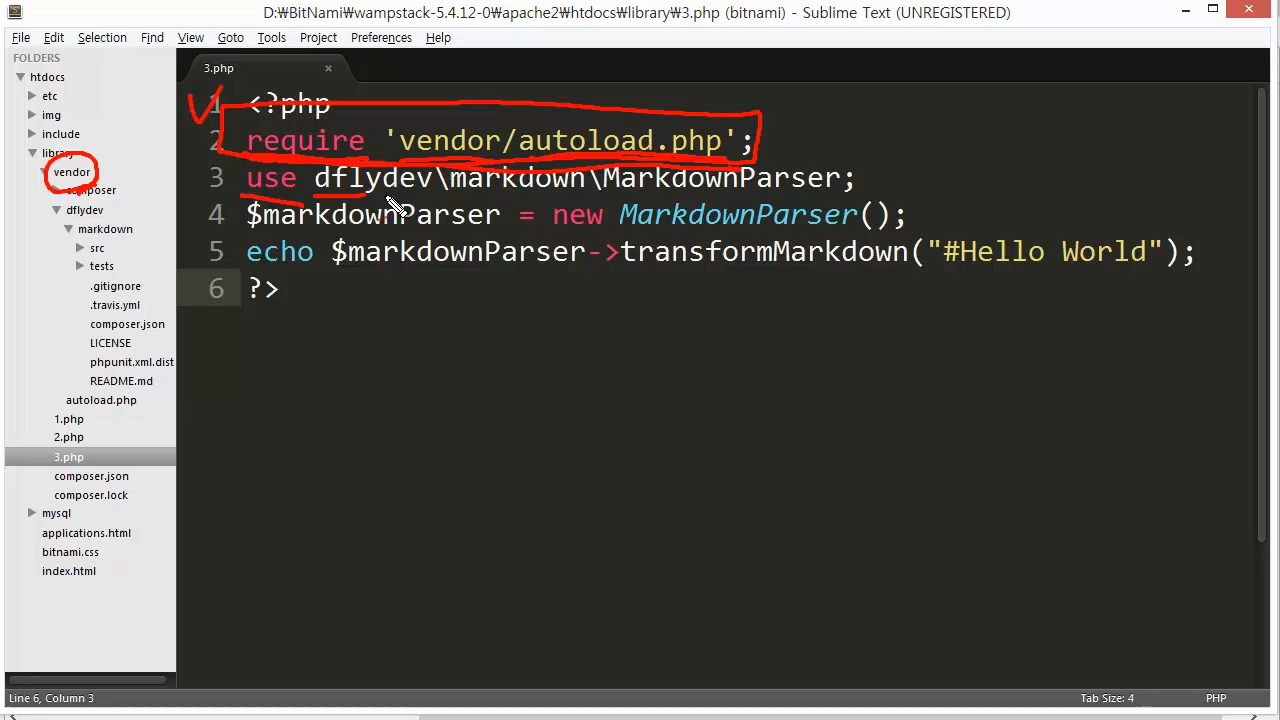 D:₩BitNami₩wampstack-5.4.12-0₩apache2₩htdocs₩library₩3.php (bitnami) - Sublime Text (UNREGISTERED)
File Edit Selection Find View Goto Tools Project Preferences Help
FOLDERS
htdocs
etc
img
include
library
vendor
composer
dflydev
markdown
src
tests
.gitignore
.travis.yml
composer.json
LICENSE
phpunit.xml.dist
README.md
autoload.php
1.php
2.php
3.php
composer.json
composer.lock
mysql
applications.html
bitnami.css
index.html
3.php ×
1 <?php
2 require 'vendor/autoload.php';
3 use dflydev\markdown\MarkdownParser;
4 $markdownParser = new MarkdownParser();
5 echo $markdownParser->transformMarkdown("#Hello World");
6 ?>
Line 6, Column 3 Tab Size: 4 PHP